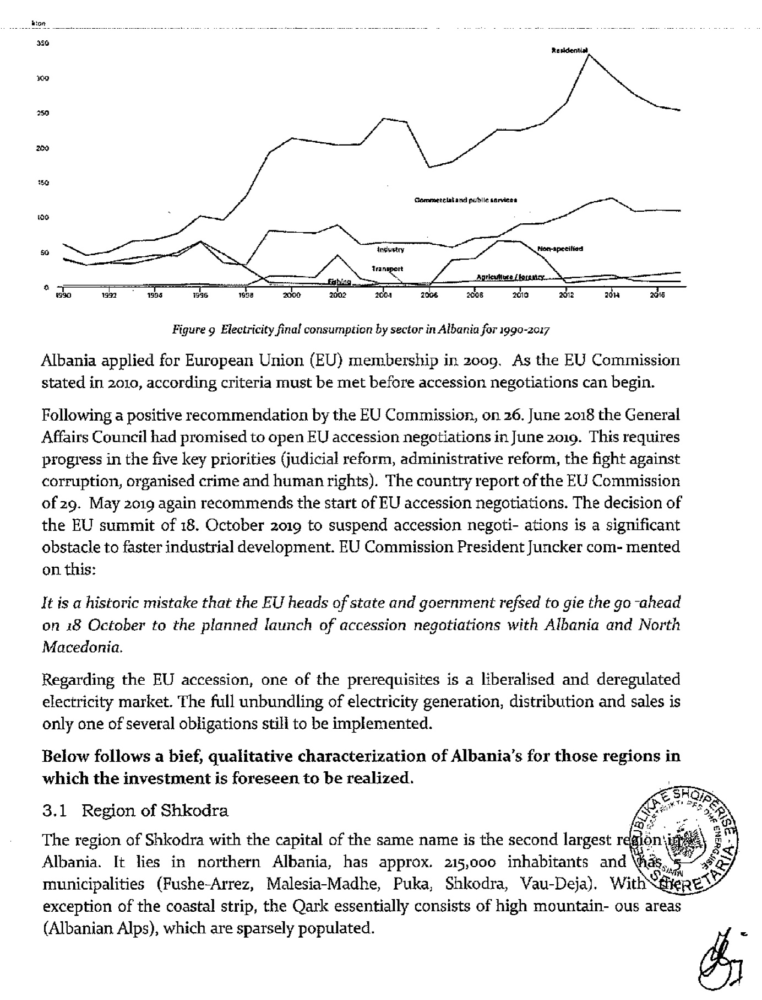 kton
350
Residential
300
250
200
150
Commercial and public services
100
50
Industry
Non-specified
Transport
Agriculture / forestry
Fishing
0
1990 1992 1994 1996 1998 2000 2002 2004 2006 2008 2010 2012 2014 2016
Figure 9 Electricity final consumption by sector in Albania for 1990-2017
Albania applied for European Union (EU) membership in 2009. As the EU Commission
stated in 2010, according criteria must be met before accession negotiations can begin.
Following a positive recommendation by the EU Commission, on 26. June 2018 the General
Affairs Council had promised to open EU accession negotiations in June 2019. This requires
progress in the five key priorities (judicial reform, administrative reform, the fight against
corruption, organised crime and human rights). The country report of the EU Commission
of 29. May 2019 again recommends the start of EU accession negotiations. The decision of
the EU summit of 18. October 2019 to suspend accession negoti- ations is a significant
obstacle to faster industrial development. EU Commission President Juncker com- mented
on this:
It is a historic mistake that the EU heads of state and goernment refsed to gie the go -ahead
on 18 October to the planned launch of accession negotiations with Albania and North
Macedonia.
Regarding the EU accession, one of the prerequisites is a liberalised and deregulated
electricity market. The full unbundling of electricity generation, distribution and sales is
only one of several obligations still to be implemented.
Below follows a bief, qualitative characterization of Albania's for those regions in
which the investment is foreseen to be realized.
3.1 Region of Shkodra
The region of Shkodra with the capital of the same name is the second largest region in
Albania. It lies in northern Albania, has approx. 215,000 inhabitants and has 5
municipalities (Fushe-Arrez, Malesia-Madhe, Puka, Shkodra, Vau-Deja). With the
exception of the coastal strip, the Qark essentially consists of high mountain- ous areas
(Albanian Alps), which are sparsely populated.
REPUBLIKA E SHQIPERISE
DHE ENERGJISE
SEKRETARIA